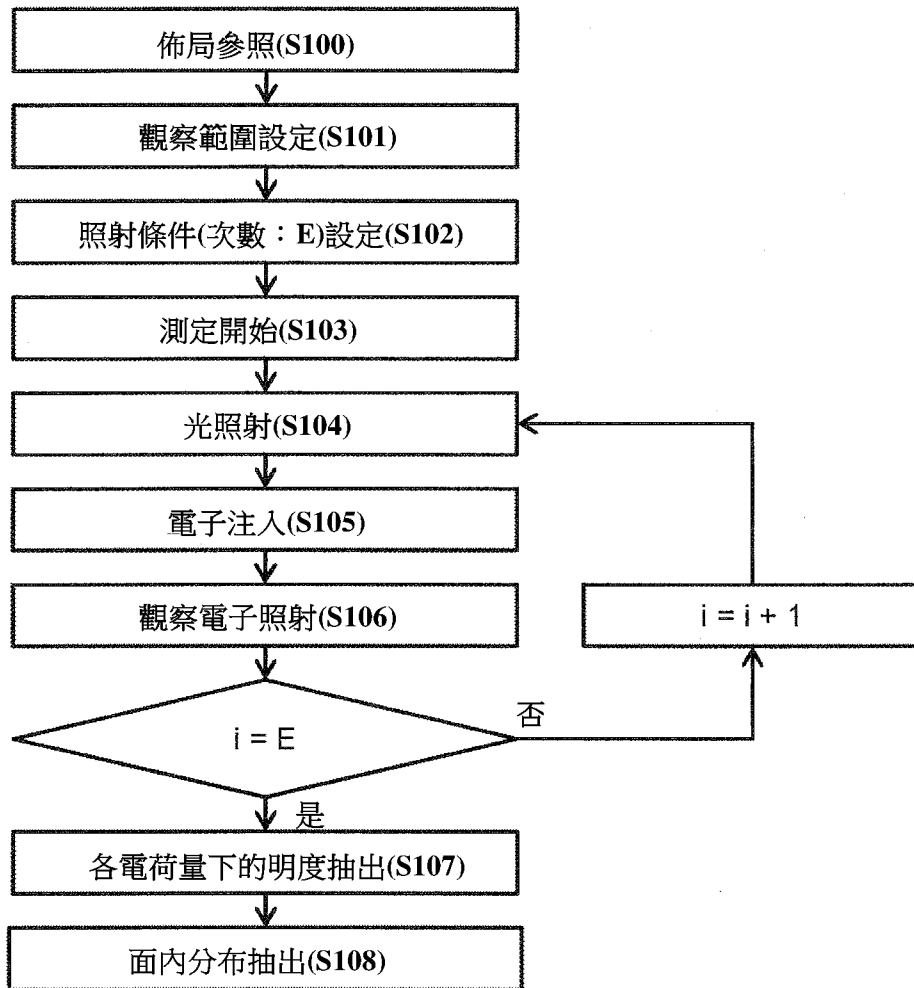 佈局參照(S100)
觀察範圍設定(S101)
照射條件(次數：E)設定(S102)
測定開始(S103)
光照射(S104)
電子注入(S105)
觀察電子照射(S106)
i = i + 1
i = E
否
是
各電荷量下的明度抽出(S107)
面內分布抽出(S108)